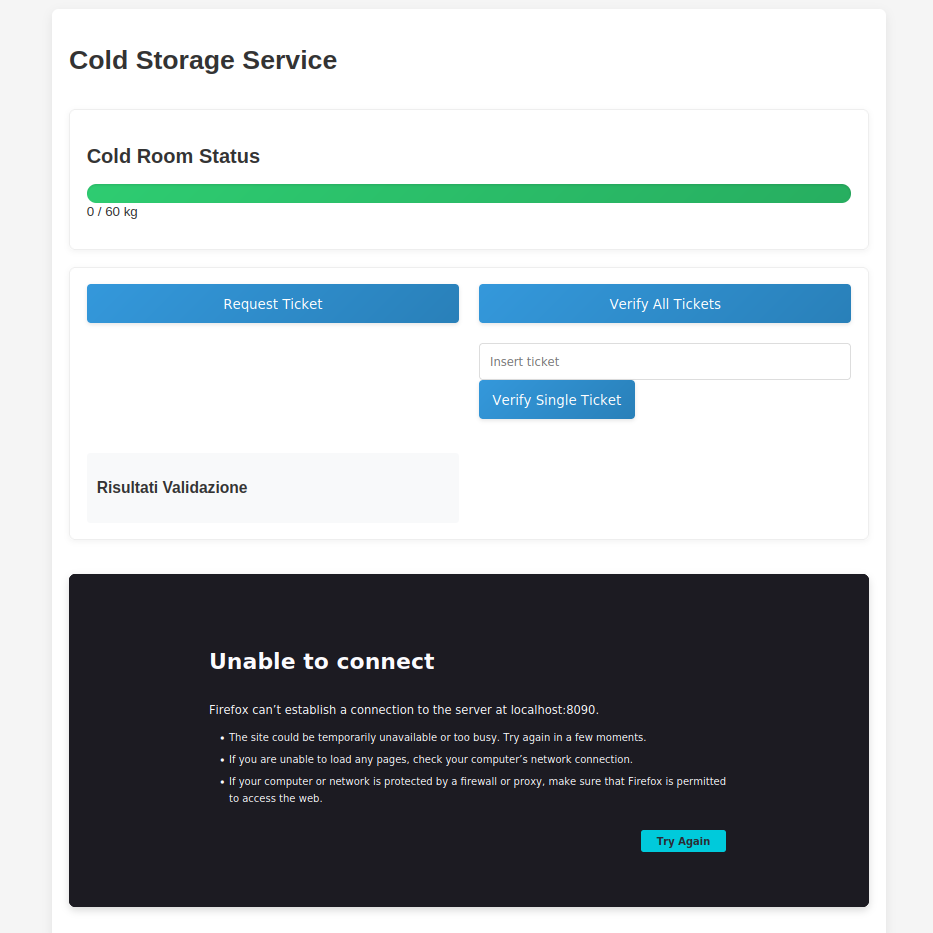 Cold Storage Service
Cold Room Status
0 / 60 kg
Request Ticket
Verify All Tickets
Insert ticket
Verify Single Ticket
Risultati Validazione
Unable to connect
Firefox can’t establish a connection to the server at localhost:8090.
• The site could be temporarily unavailable or too busy. Try again in a few moments.
• If you are unable to load any pages, check your computer’s network connection.
• If your computer or network is protected by a firewall or proxy, make sure that Firefox is permitted
to access the web.
Try Again